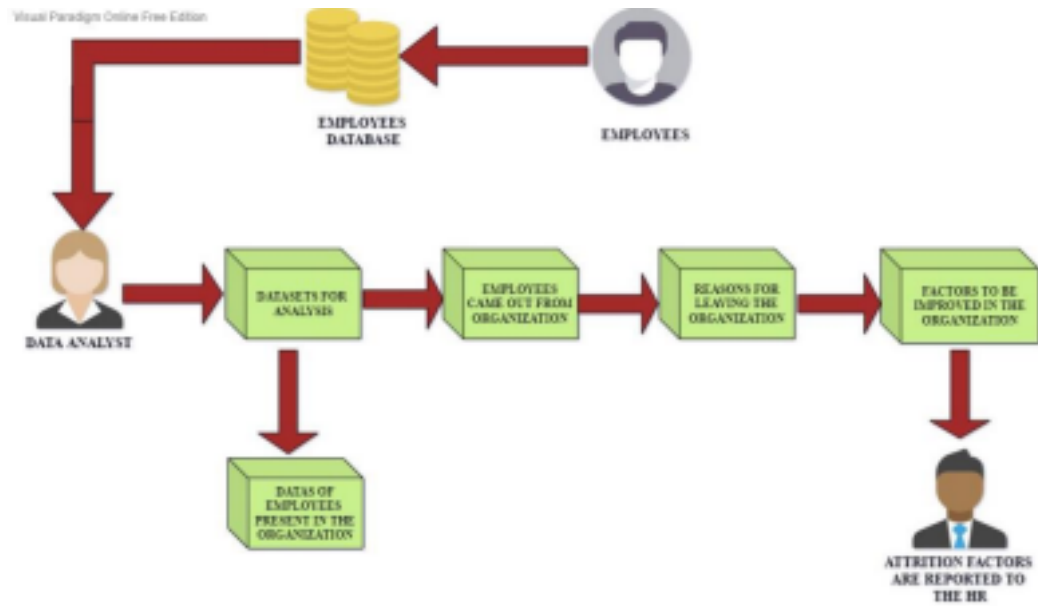 Visual Paradigm Online Free Edition
EMPLOYEES
DATABASE
EMPLOYEES
DATA ANALYST
DATASETS FOR
ANALYSIS
EMPLOYEES
CAME OUT FROM
ORGANIZATION
REASONS FOR
LEAVING THE
ORGANIZATION
FACTORS TO BE
IMPROVED IN THE
ORGANIZATION
DATAS OF
EMPLOYEES
PRESENT IN THE
ORGANIZATION
ATTRITION FACTORS
ARE REPORTED TO
THE HR